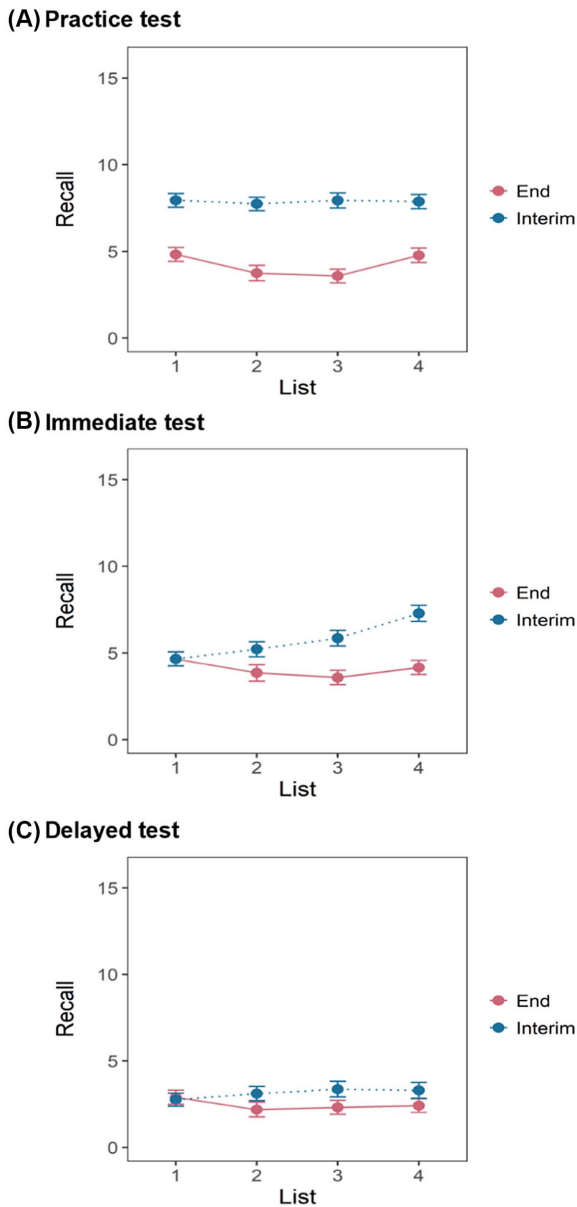 (A) Practice test
15
10
5
0
Recall
1 2 3 4
List
End
Interim
(B) Immediate test
15
10
5
0
Recall
1 2 3 4
List
End
Interim
(C) Delayed test
15
10
5
0
Recall
1 2 3 4
List
End
Interim